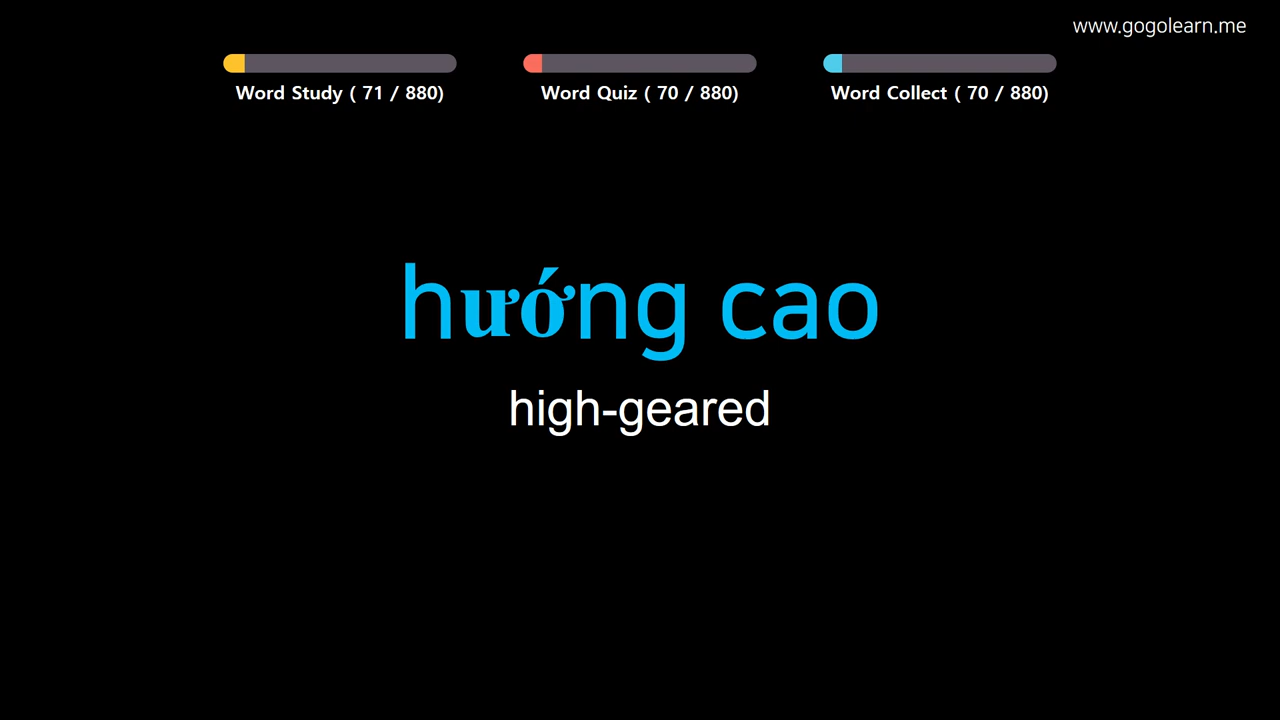 www.gogolearn.me
Word Study ( 71 / 880)
Word Quiz ( 70 / 880)
Word Collect ( 70 / 880)
hướng cao
high-geared